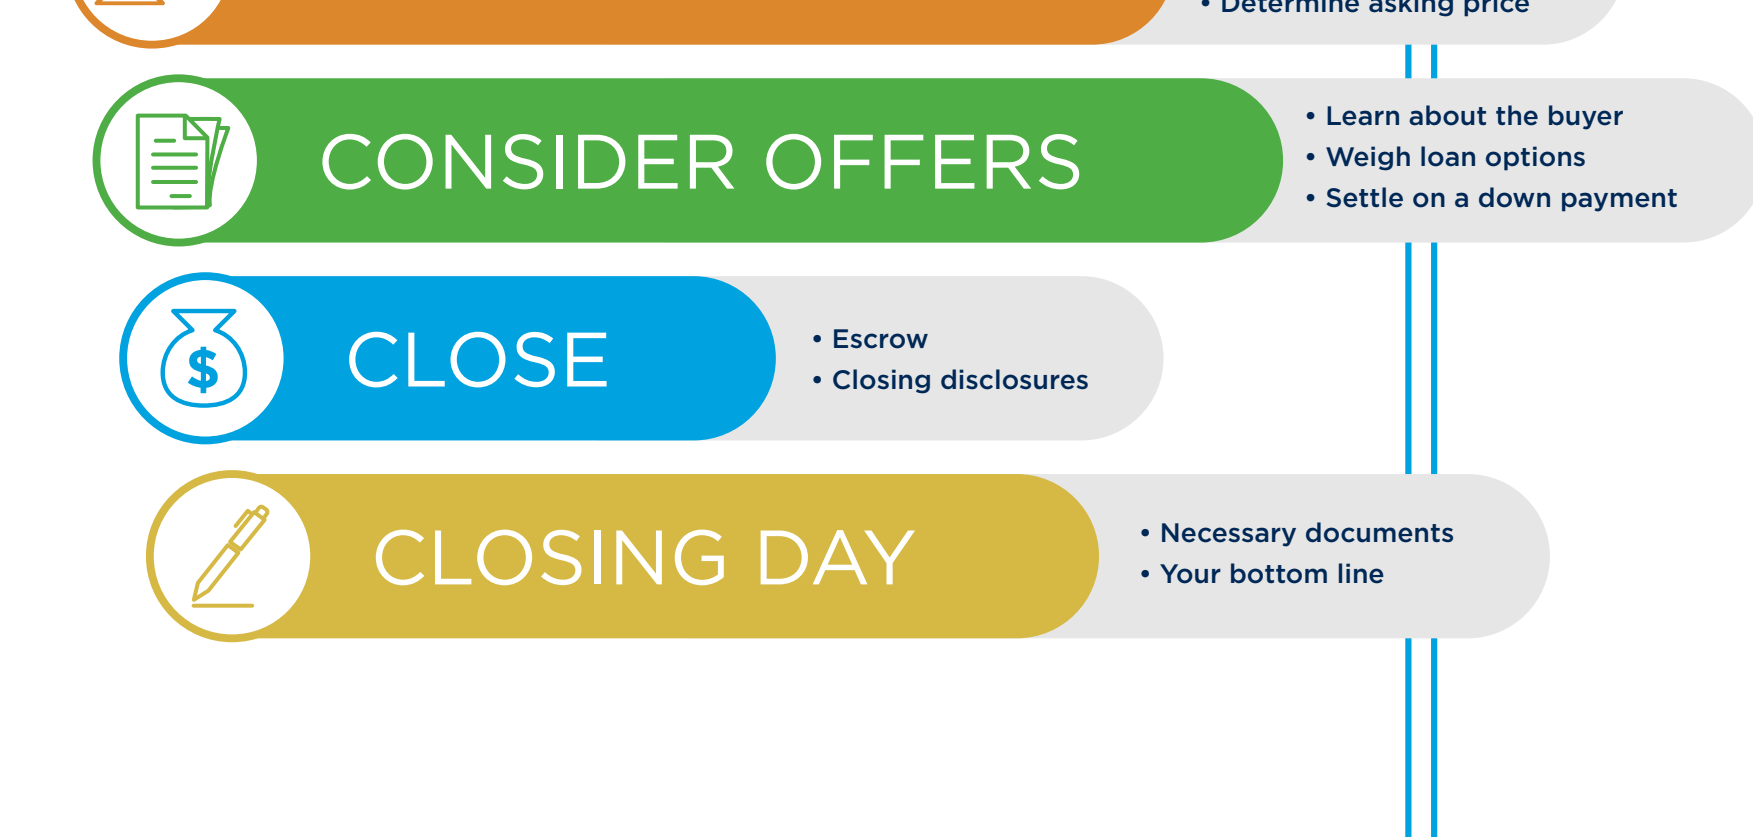 • Determine asking price
CONSIDER OFFERS
• Learn about the buyer
• Weigh loan options
• Settle on a down payment
$
CLOSE
• Escrow
• Closing disclosures
CLOSING DAY
• Necessary documents
• Your bottom line